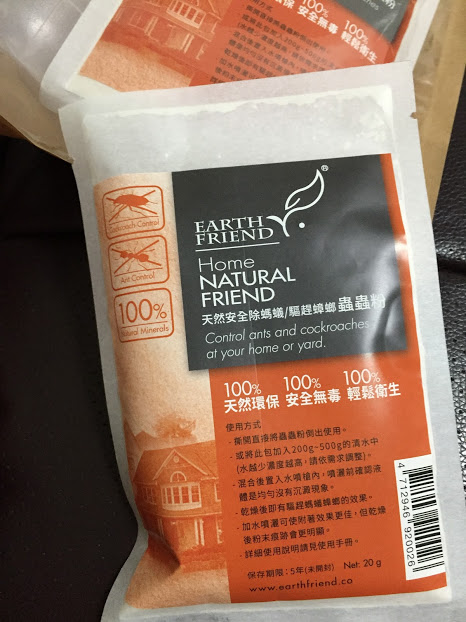 100% 100% 100%
安全無毒 輕鬆衛生
Cockroach Control
Ant Control
100%
Natural Minerals
EARTH
FRIEND
®
Home
NATURAL
FRIEND
天然安全除螞蟻/驅趕蟑螂蟲蟲粉
Control ants and cockroaches
at your home or yard.
100% 100% 100%
天然環保 安全無毒 輕鬆衛生
使用方式
- 撕開直接將蟲蟲粉倒出使用。
- 或將此包加入200g-500g的清水中
(水越少濃度越高,請依需求調整)。
- 混合後置入水噴槍內,噴灑前確認液
體是均勻沒有沉澱現象。
- 乾燥後即有驅趕螞蟻蟑螂的效果。
- 加水噴灑可使附著效果更佳,但乾燥
後粉末痕跡會更明顯。
- 詳細使用說明請見使用手冊。
保存期限:5年(未開封) Net: 20 g
www.earthfriend.co
4 712946 920026